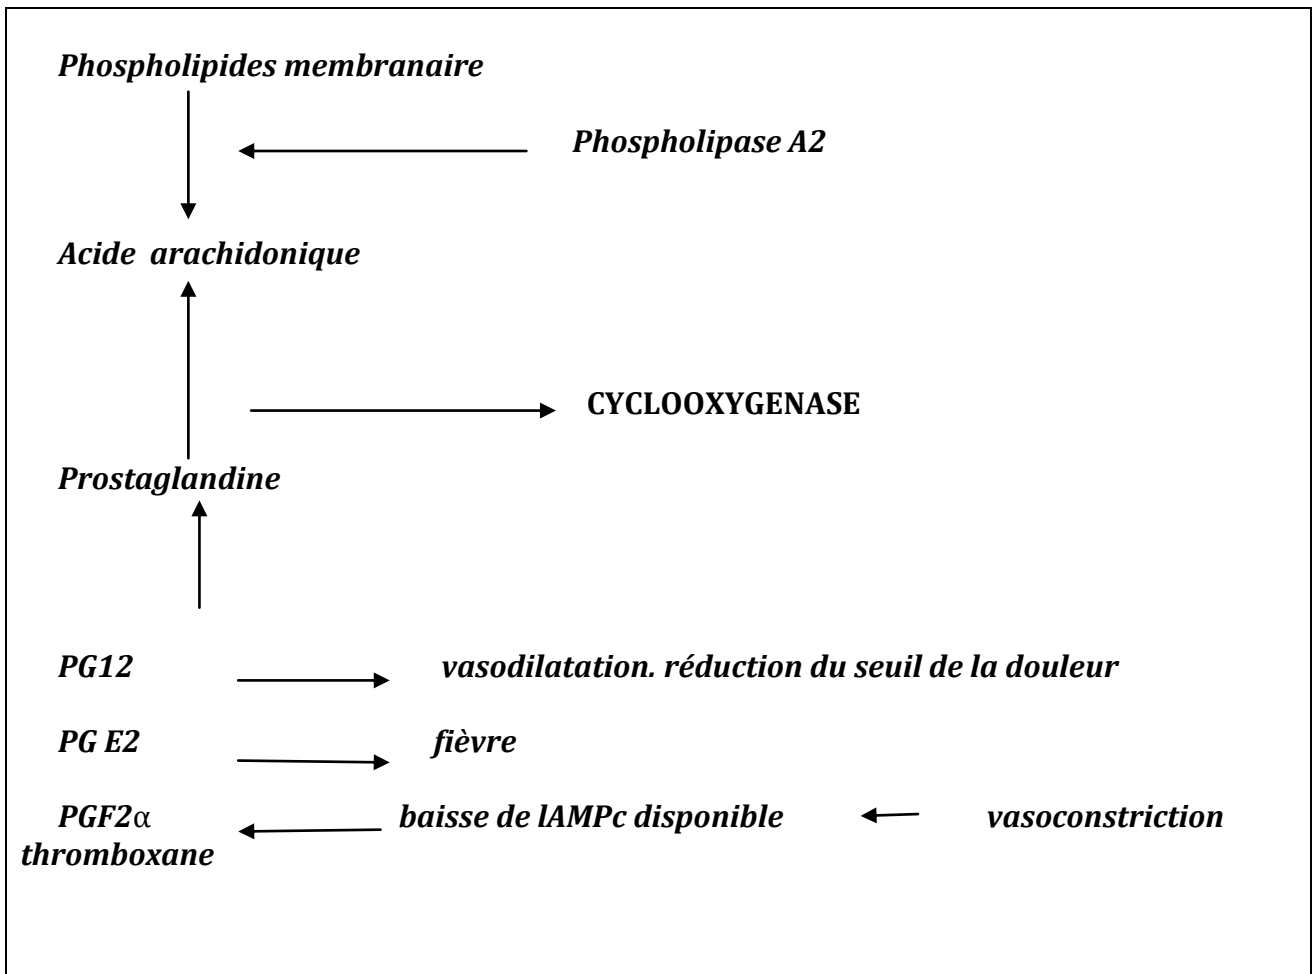 Phospholipides membranaire
Phospholipase A2
Acide arachidonique
CYCLOOXYGENASE
Prostaglandine
PG12 vasodilatation. réduction du seuil de la douleur
PG E2 fièvre
PGF2α baisse de lAMPc disponible vasoconstriction
thromboxane